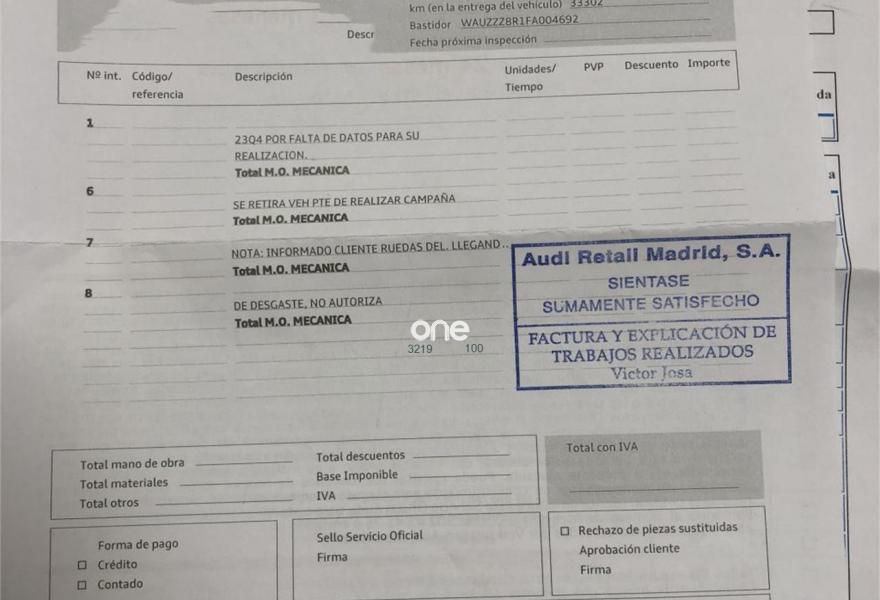 km (en la entrega del vehículo) 33302
Bastidor WAUZZZ8R1FA004692
Descr
Fecha próxima inspección
Nº int. Código/ referencia Descripción Unidades/ Tiempo PVP Descuento Importe
da
1
23Q4 POR FALTA DE DATOS PARA SU
REALIZACION.
Total M.O. MECANICA
a
6
SE RETIRA VEH PTE DE REALIZAR CAMPAÑA
Total M.O. MECANICA
7
NOTA: INFORMADO CLIENTE RUEDAS DEL. LLEGAND..
Total M.O. MECANICA
8
DE DESGASTE, NO AUTORIZA
Total M.O. MECANICA
Audi Retail Madrid, S.A.
SIENTASE
SUMAMENTE SATISFECHO
FACTURA Y EXPLICACIÓN DE
TRABAJOS REALIZADOS
Victor Josa
one
3219 100
Total mano de obra
Total materiales
Total otros
Total descuentos
Base Imponible
IVA
Total con IVA
Forma de pago
Crédito
Contado
Sello Servicio Oficial
Firma
Rechazo de piezas sustituidas
Aprobación cliente
Firma